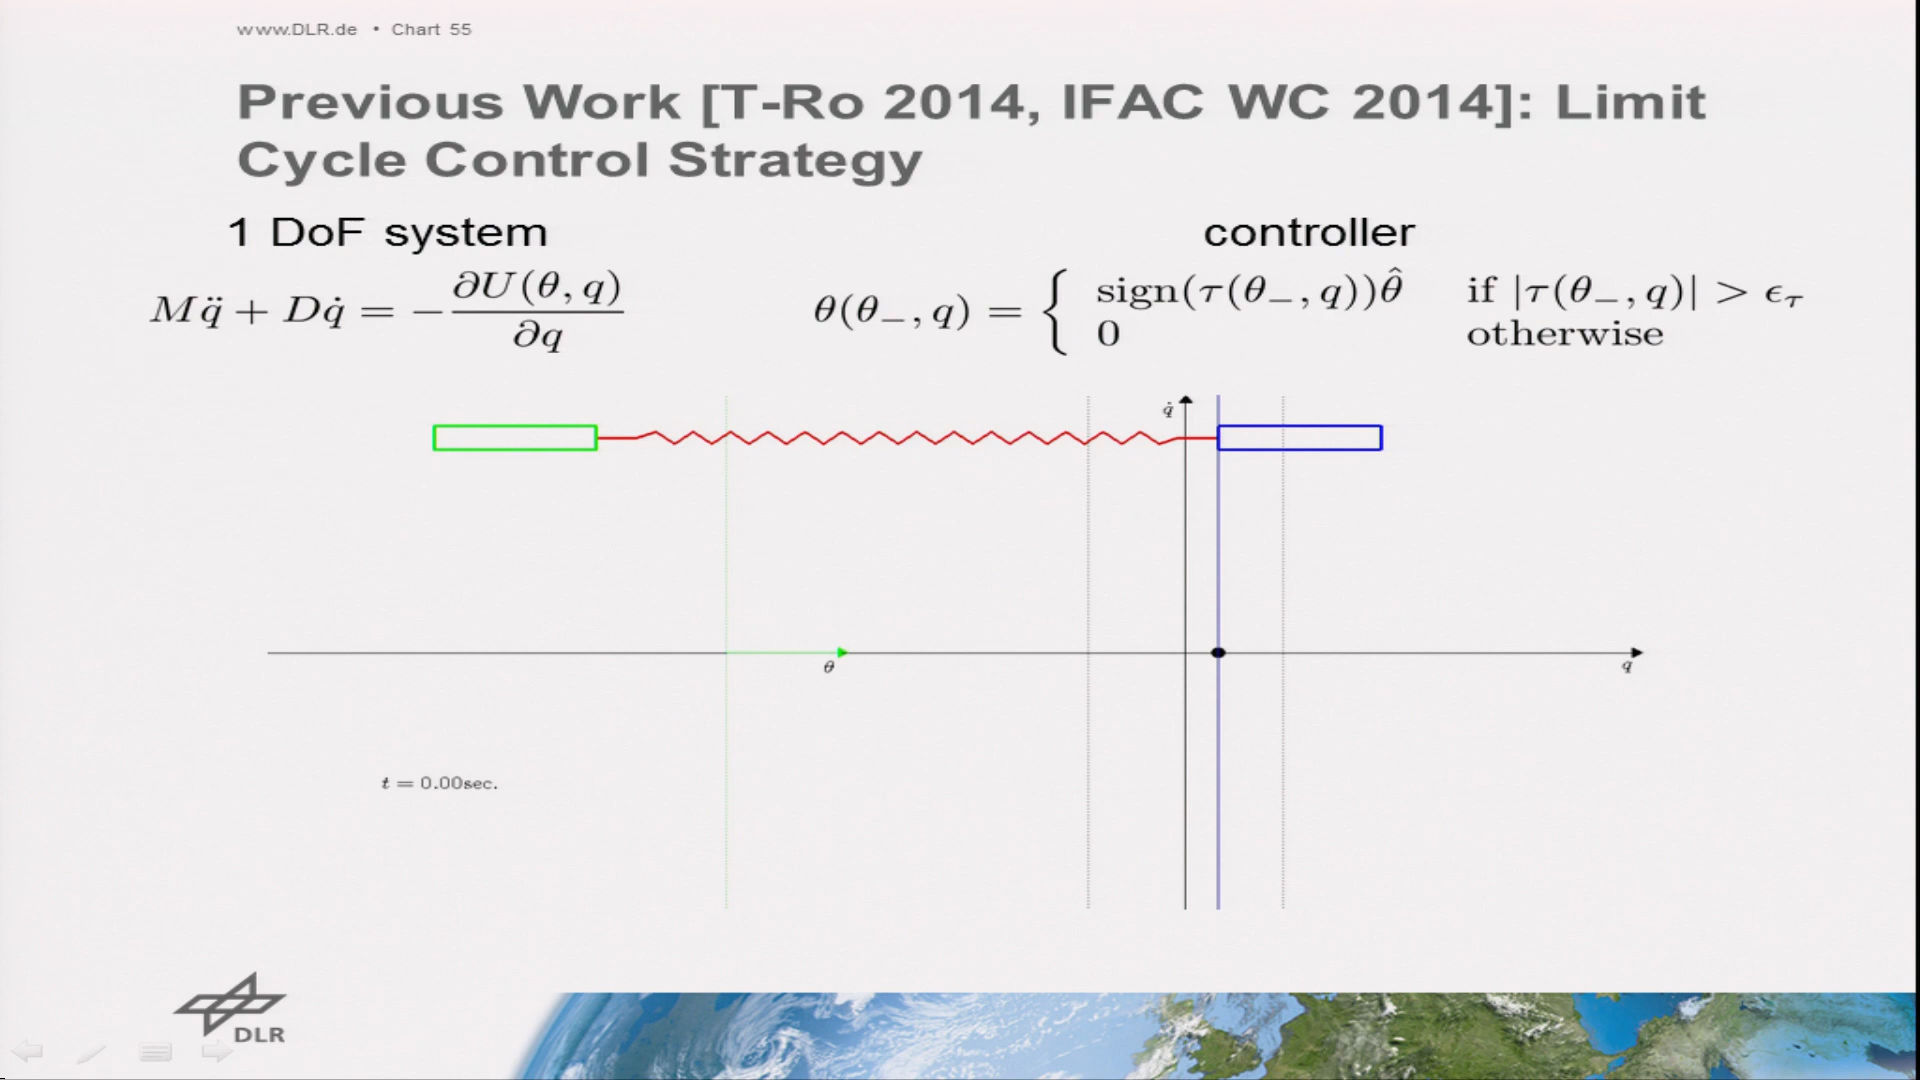 www.DLR.de • Chart 55
Previous Work [T-Ro 2014, IFAC WC 2014]: Limit
Cycle Control Strategy
1 DoF system
controller
Mq̈ + Dq̇ = −∂U(θ, q)/∂q
θ(θ₋, q) = { sign(τ(θ₋, q))θ̂ if |τ(θ₋, q)| > ϵ_τ
0 otherwise
q̇
θ
q
t = 0.00sec.
DLR